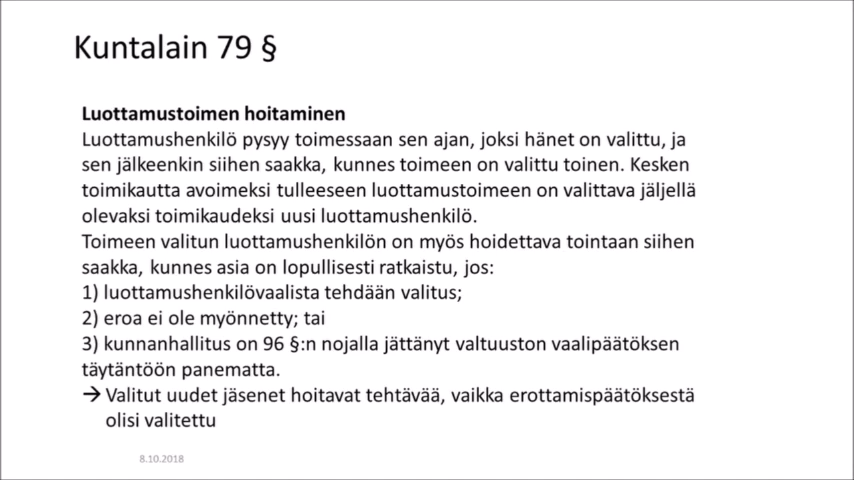 Kuntalain 79 §
Luottamustoimen hoitaminen
Luottamushenkilö pysyy toimessaan sen ajan, joksi hänet on valittu, ja
sen jälkeenkin siihen saakka, kunnes toimeen on valittu toinen. Kesken
toimikautta avoimeksi tulleeseen luottamustoimeen on valittava jäljellä
olevaksi toimikaudeksi uusi luottamushenkilö.
Toimeen valitun luottamushenkilön on myös hoidettava tointaan siihen
saakka, kunnes asia on lopullisesti ratkaistu, jos:
1) luottamushenkilövaalista tehdään valitus;
2) eroa ei ole myönnetty; tai
3) kunnanhallitus on 96 §:n nojalla jättänyt valtuuston vaalipäätöksen
täytäntöön panematta.
→ Valitut uudet jäsenet hoitavat tehtävää, vaikka erottamispäätöksestä
olisi valitettu
8.10.2018